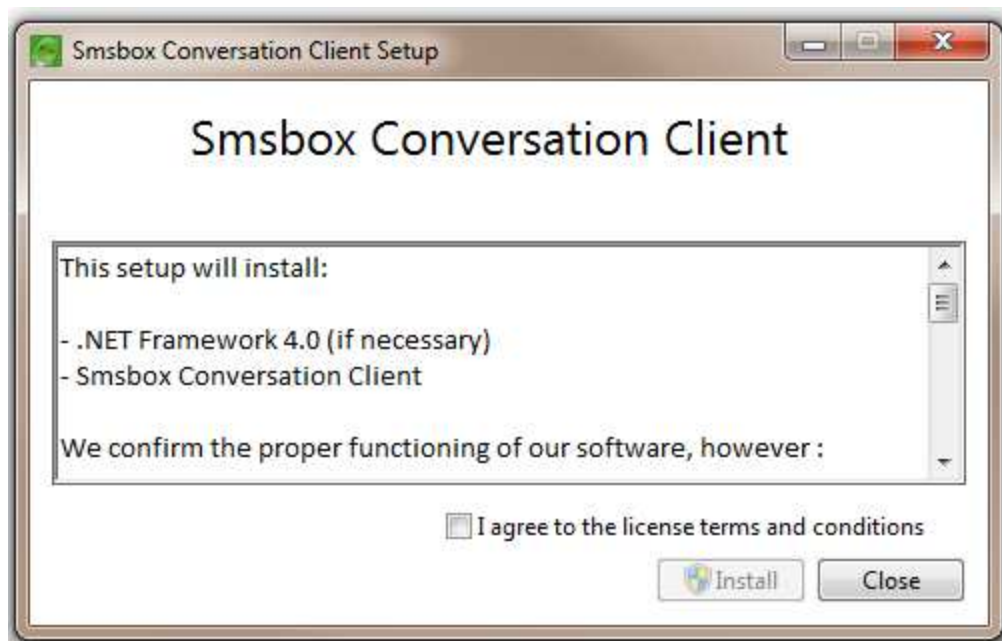 Smsbox Conversation Client Setup
Smsbox Conversation Client
This setup will install:
- .NET Framework 4.0 (if necessary)
- Smsbox Conversation Client
We confirm the proper functioning of our software, however :
I agree to the license terms and conditions
Install
Close